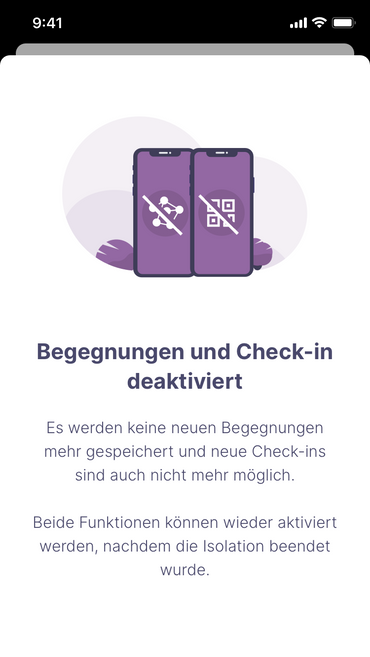 9:41
Begegnungen und Check-in
deaktiviert
Es werden keine neuen Begegnungen
mehr gespeichert und neue Check-ins
sind auch nicht mehr möglich.
Beide Funktionen können wieder aktiviert
werden, nachdem die Isolation beendet
wurde.